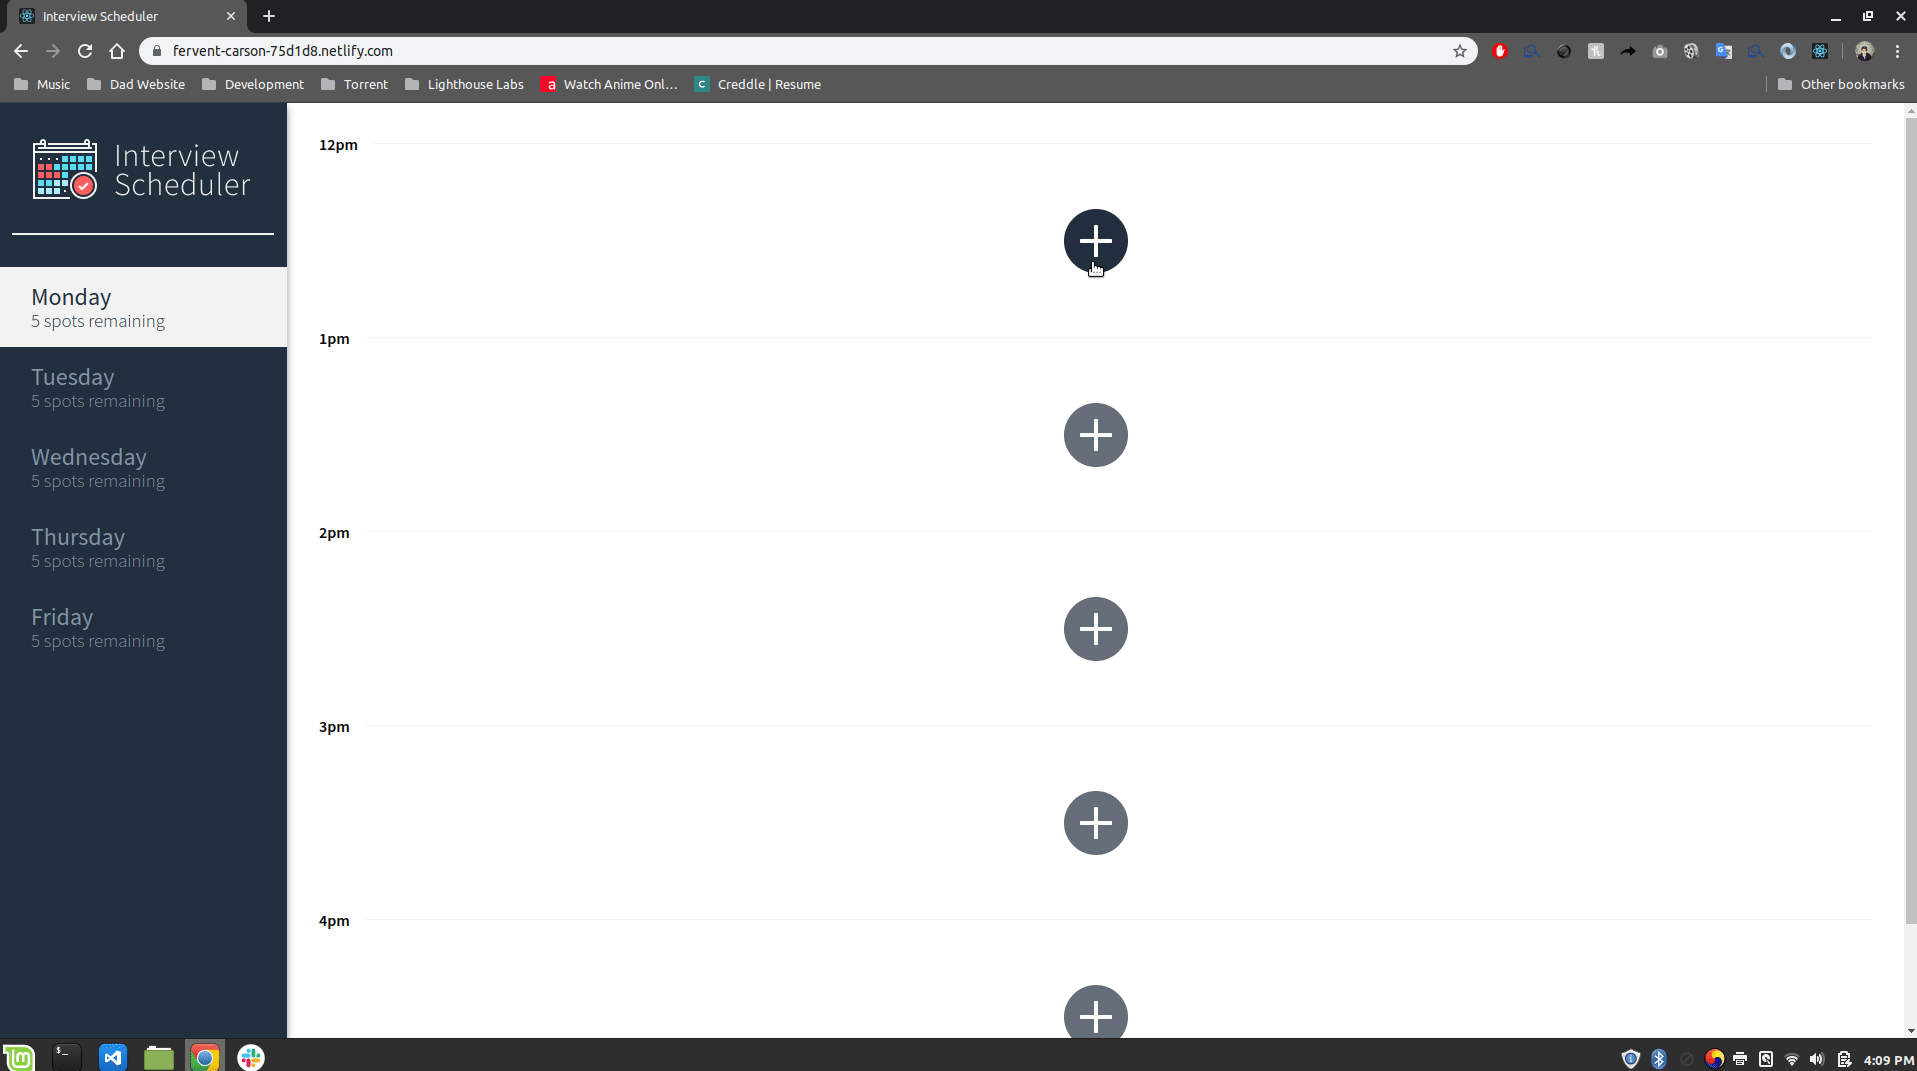 Interview Scheduler
fervent-carson-75d1d8.netlify.com
Music Dad Website Development Torrent Lighthouse Labs a Watch Anime Onl... C Creddle | Resume Other bookmarks
Interview
Scheduler
Monday
5 spots remaining
Tuesday
5 spots remaining
Wednesday
5 spots remaining
Thursday
5 spots remaining
Friday
5 spots remaining
12pm
1pm
2pm
3pm
4pm
4:09 PM